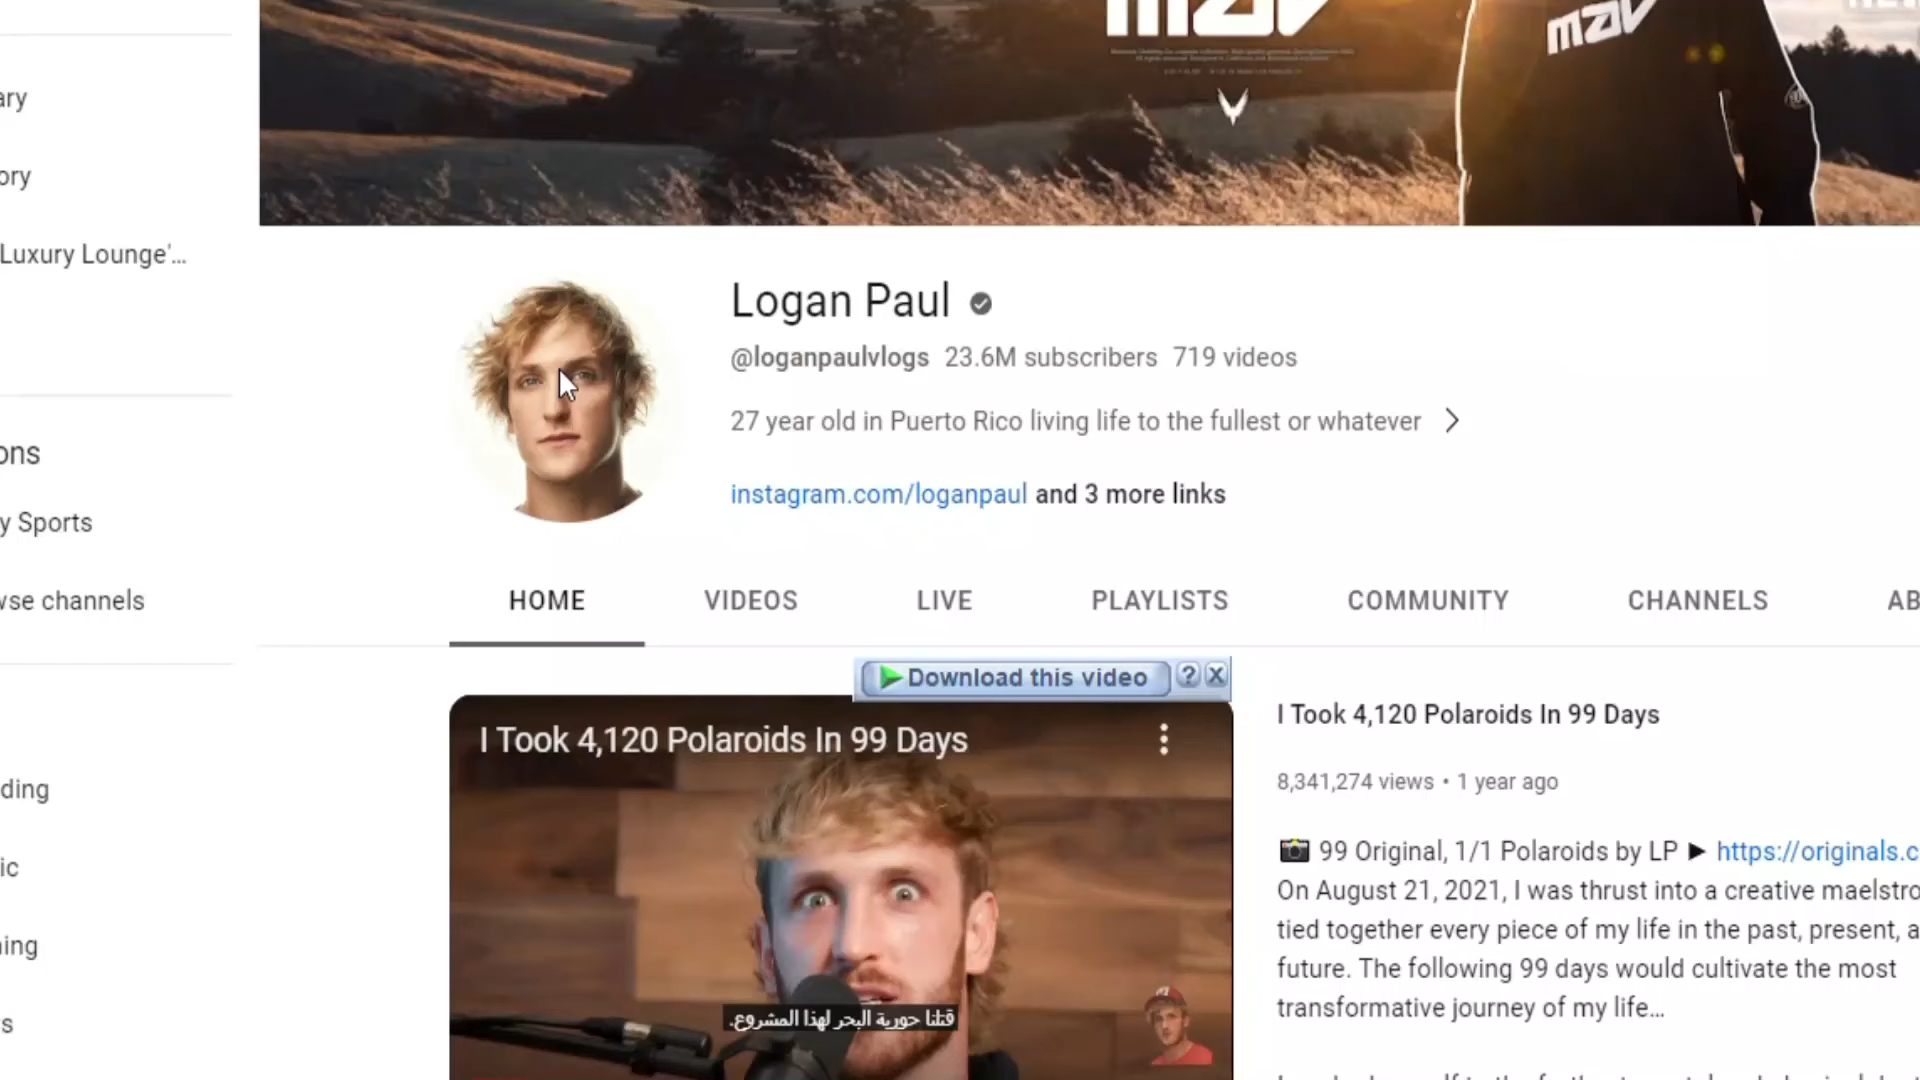 mav
mav
ary
ory
Luxury Lounge'...
Logan Paul
@loganpaulvlogs 23.6M subscribers 719 videos
27 year old in Puerto Rico living life to the fullest or whatever
instagram.com/loganpaul and 3 more links
ons
y Sports
wse channels
HOME VIDEOS LIVE PLAYLISTS COMMUNITY CHANNELS AB
Download this video ? X
I Took 4,120 Polaroids In 99 Days
قتلنا حورية البحر لهذا المشروع.
I Took 4,120 Polaroids In 99 Days
8,341,274 views • 1 year ago
99 Original, 1/1 Polaroids by LP ► https://originals.c
On August 21, 2021, I was thrust into a creative maelstro
tied together every piece of my life in the past, present, a
future. The following 99 days would cultivate the most
transformative journey of my life...
ding
ic
ning
s